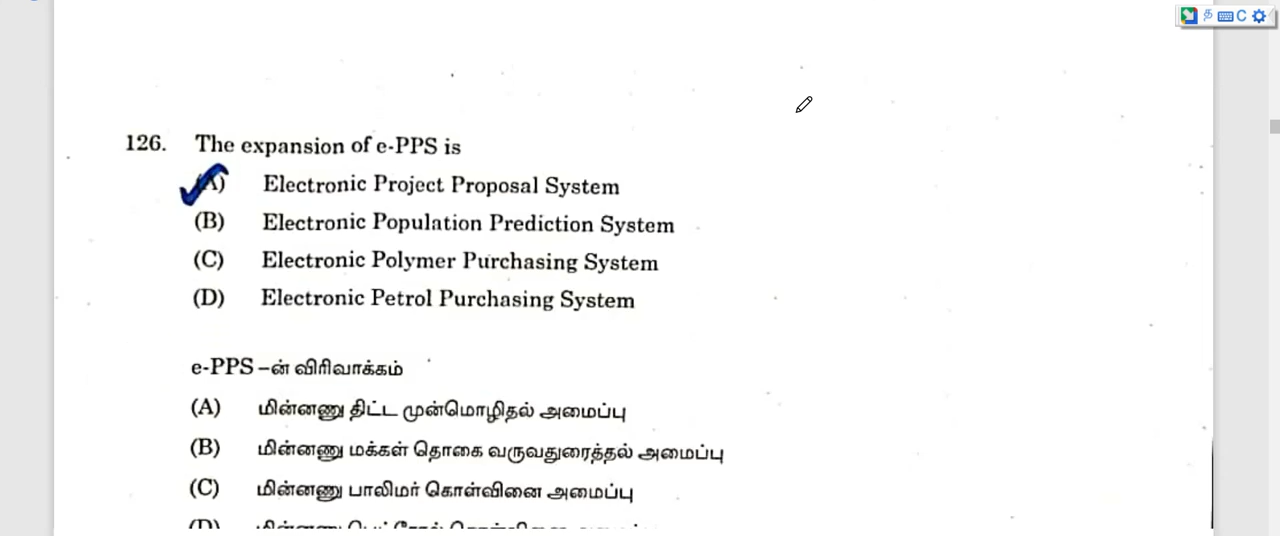 126. The expansion of e-PPS is
(A) Electronic Project Proposal System
(B) Electronic Population Prediction System
(C) Electronic Polymer Purchasing System
(D) Electronic Petrol Purchasing System
e-PPS –ன் விரிவாக்கம்
(A) மின்னணு திட்ட முன்மொழிதல் அமைப்பு
(B) மின்னணு மக்கள் தொகை வருவதுரைத்தல் அமைப்பு
(C) மின்னணு பாலிமர் கொள்வினை அமைப்பு